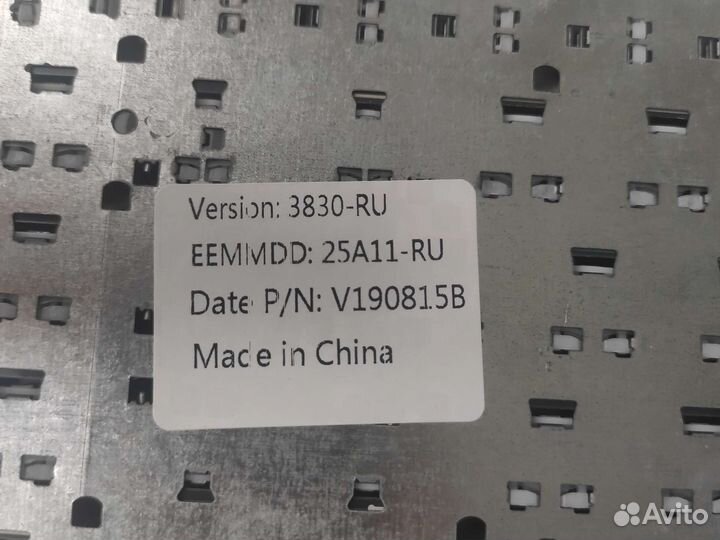 Version: 3830-RU
EEMMDD: 25A11-RU
Date P/N: V190815B
Made in China
Avito